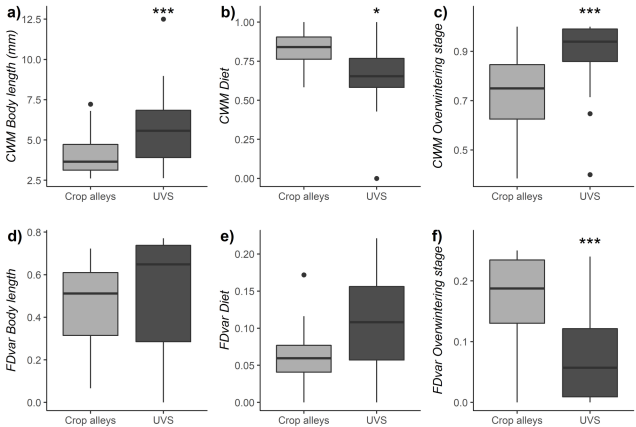 a)
***
CWM Body length (mm)
12.5
10.0
7.5
5.0
2.5
Crop alleys
UVS
b)
*
CWM Diet
1.00
0.75
0.50
0.25
0.00
Crop alleys
UVS
c)
***
CWM Overwintering stage
0.9
0.7
0.5
Crop alleys
UVS
d)
FDvar Body length
0.8
0.6
0.4
0.2
0.0
Crop alleys
UVS
e)
FDvar Diet
0.20
0.15
0.10
0.05
0.00
Crop alleys
UVS
f)
***
FDvar Overwintering stage
0.2
0.1
0.0
Crop alleys
UVS